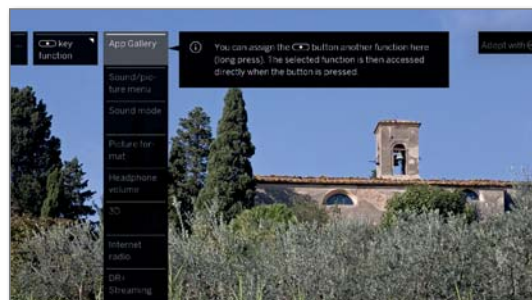 key
function
App Gallery
You can assign the button another function here
(long press). The selected function is then accessed
directly when the button is pressed.
Adopt with
Sound/pic-
ture menu
Sound mode
Picture for-
mat
Headphone
volume
3D
Internet
radio
DR+
Streaming